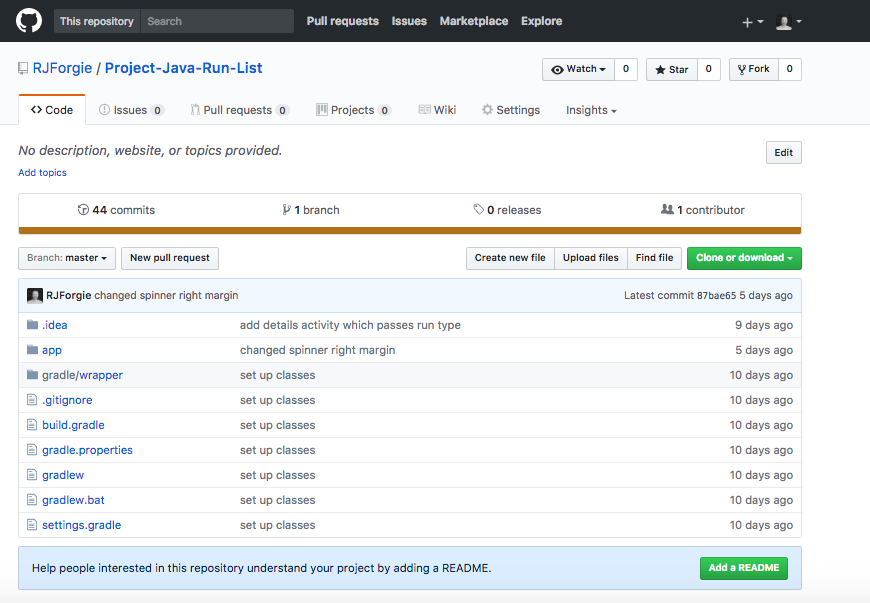 This repository Search Pull requests Issues Marketplace Explore +
RJForgie / Project-Java-Run-List Watch 0 Star 0 Fork 0
<> Code Issues 0 Pull requests 0 Projects 0 Wiki Settings Insights
No description, website, or topics provided. Edit
Add topics
44 commits 1 branch 0 releases 1 contributor
Branch: master New pull request Create new file Upload files Find file Clone or download
RJForgie changed spinner right margin Latest commit 87bae65 5 days ago
.idea add details activity which passes run type 9 days ago
app changed spinner right margin 5 days ago
gradle/wrapper set up classes 10 days ago
.gitignore set up classes 10 days ago
build.gradle set up classes 10 days ago
gradle.properties set up classes 10 days ago
gradlew set up classes 10 days ago
gradlew.bat set up classes 10 days ago
settings.gradle set up classes 10 days ago
Help people interested in this repository understand your project by adding a README. Add a README